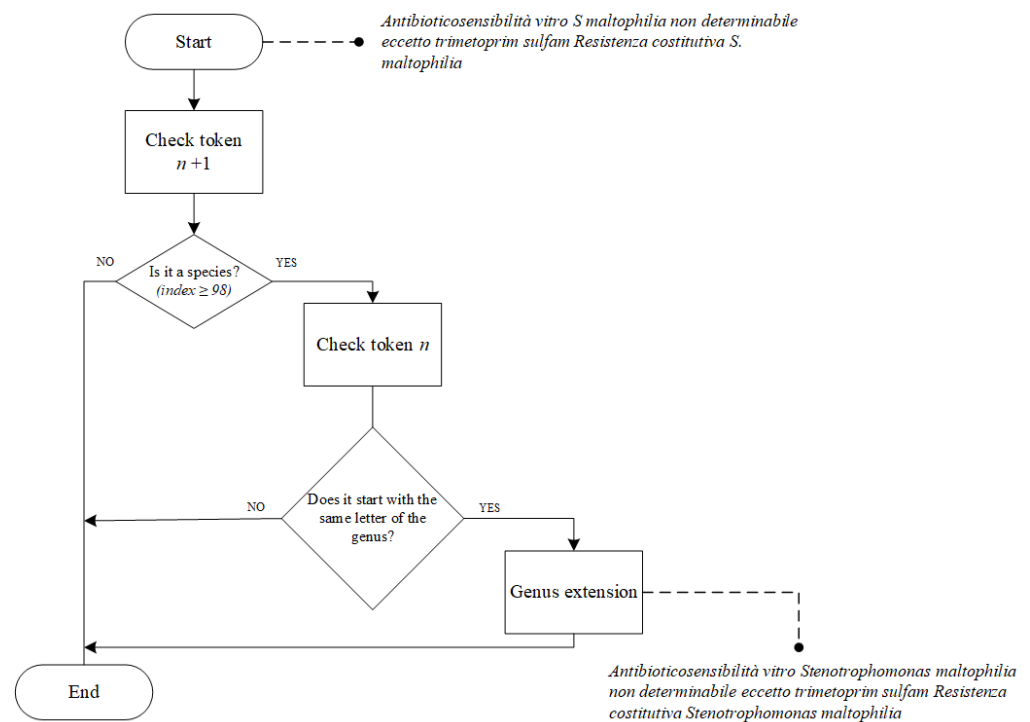 Start
Antibioticosensibilità vitro S maltophilia non determinabile
eccetto trimetoprim sulfam Resistenza costitutiva S.
maltophilia
Check token
n +1
NO
YES
Is it a species?
(index ≥ 98)
Check token n
NO
YES
Does it start with the
same letter of the
genus?
Genus extension
End
Antibioticosensibilità vitro Stenotrophomonas maltophilia
non determinabile eccetto trimetoprim sulfam Resistenza
costitutiva Stenotrophomonas maltophilia